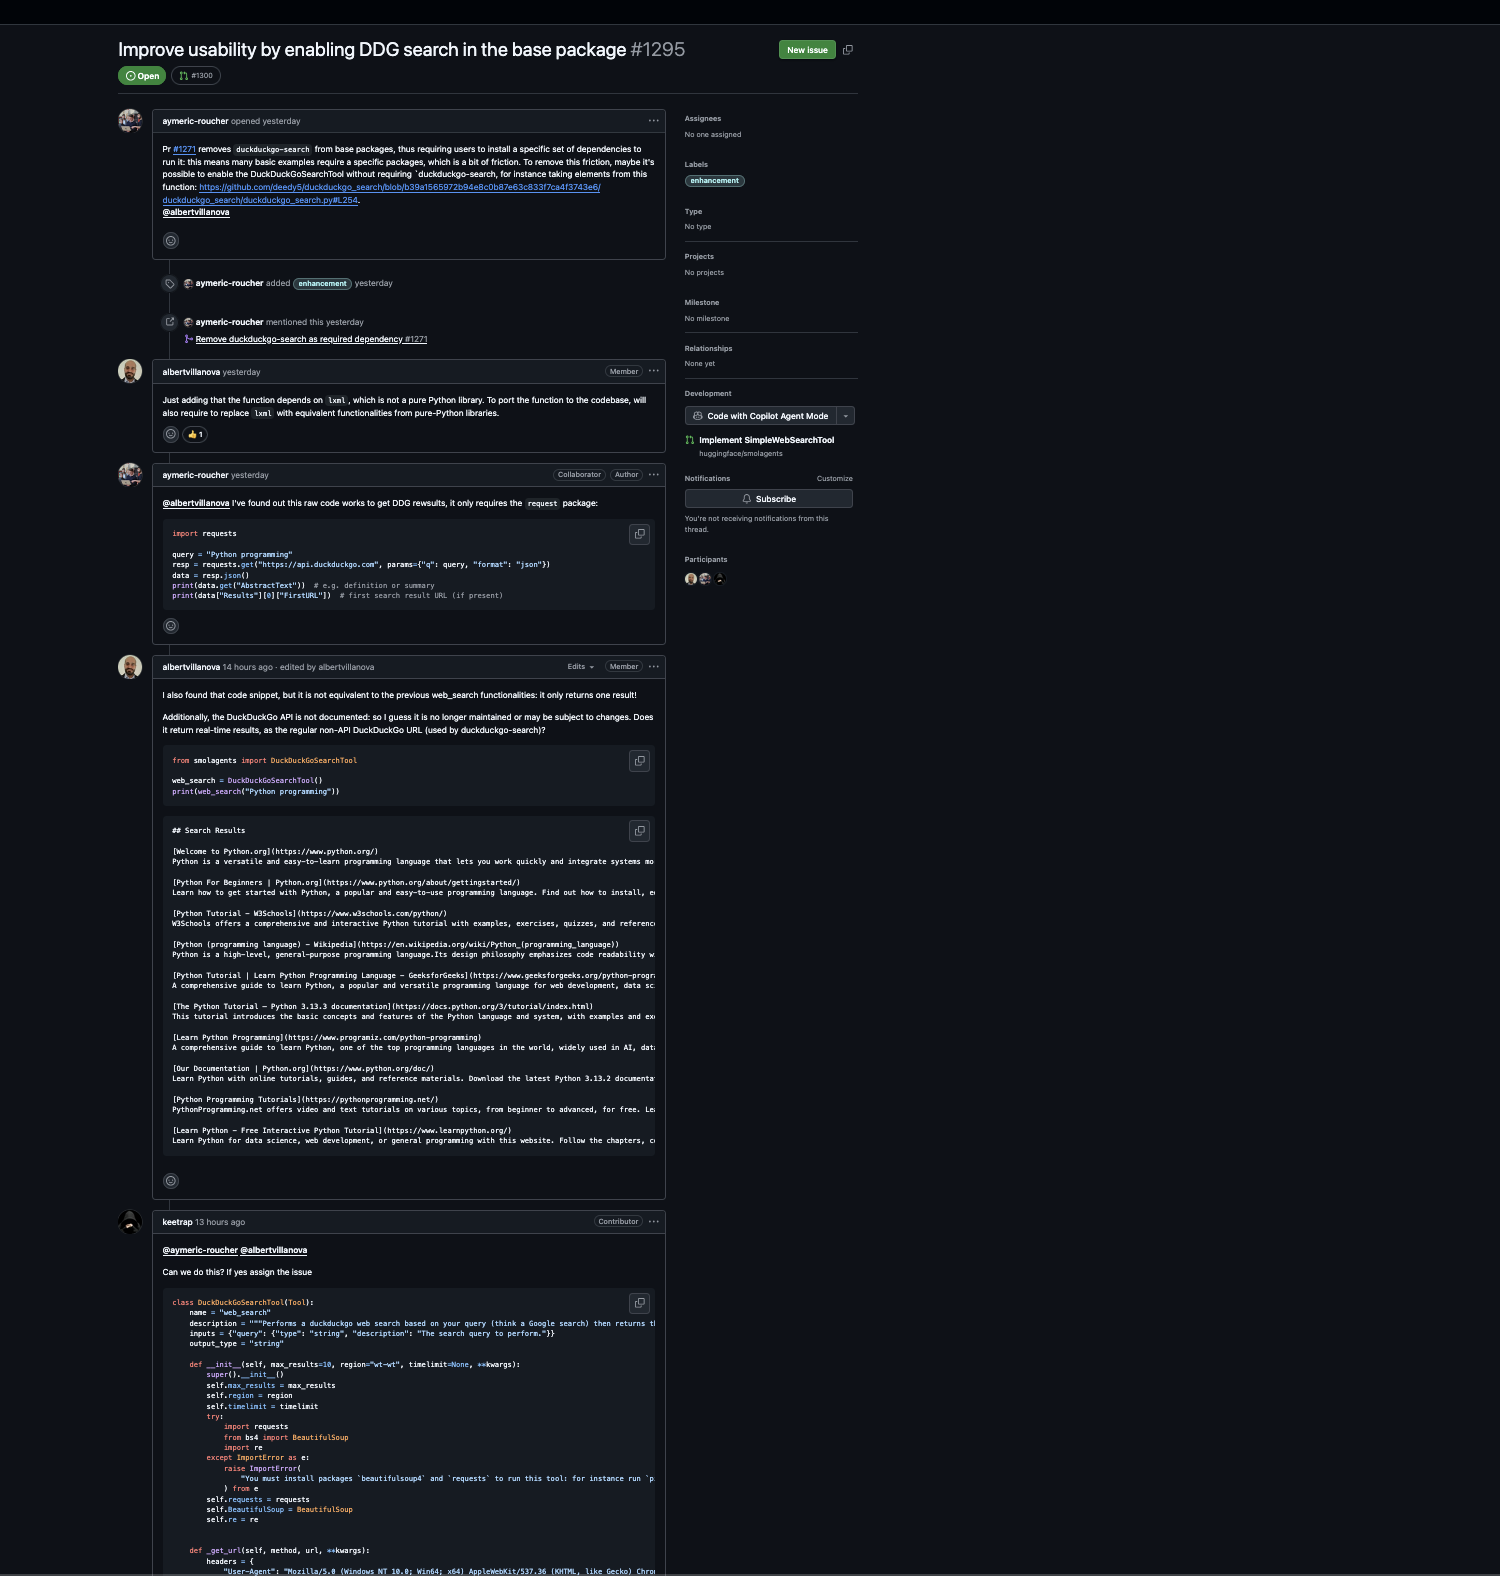 Improve usability by enabling DDG search in the base package #1295
New issue
Open
#1300
aymeric-roucher opened yesterday
Pr #1271 removes duckduckgo-search from base packages, thus requiring users to install a specific set of dependencies to
run it: this means many basic examples require a specific packages, which is a bit of friction. To remove this friction, maybe it's
possible to enable the DuckDuckGoSearchTool without requiring `duckduckgo-search, for instance taking elements from this
function: https://github.com/deedy5/duckduckgo_search/blob/b39a1565972b94e8c0b87e63c833f7ca4f3743e6/
duckduckgo_search/duckduckgo_search.py#L254.
@albertvillanova
aymeric-roucher added enhancement yesterday
aymeric-roucher mentioned this yesterday
Remove duckduckgo-search as required dependency #1271
albertvillanova yesterday
Member
Just adding that the function depends on lxml, which is not a pure Python library. To port the function to the codebase, will
also require to replace lxml with equivalent functionalities from pure-Python libraries.
👍 1
aymeric-roucher yesterday
Collaborator
Author
@albertvillanova I've found out this raw code works to get DDG rewsults, it only requires the request package:
import requests
query = "Python programming"
resp = requests.get("https://api.duckduckgo.com", params={"q": query, "format": "json"})
data = resp.json()
print(data.get("AbstractText"))  # e.g. definition or summary
print(data["Results"][0]["FirstURL"])  # first search result URL (if present)
albertvillanova 14 hours ago · edited by albertvillanova
Edits
Member
I also found that code snippet, but it is not equivalent to the previous web_search functionalities: it only returns one result!
Additionally, the DuckDuckGo API is not documented: so I guess it is no longer maintained or may be subject to changes. Does
it return real-time results, as the regular non-API DuckDuckGo URL (used by duckduckgo-search)?
from smolagents import DuckDuckGoSearchTool
web_search = DuckDuckGoSearchTool()
print(web_search("Python programming"))
## Search Results
[Welcome to Python.org](https://www.python.org/)
Python is a versatile and easy-to-learn programming language that lets you work quickly and integrate systems mo
[Python For Beginners | Python.org](https://www.python.org/about/gettingstarted/)
Learn how to get started with Python, a popular and easy-to-use programming language. Find out how to install, e
[Python Tutorial - W3Schools](https://www.w3schools.com/python/)
W3Schools offers a comprehensive and interactive Python tutorial with examples, exercises, quizzes, and reference
[Python (programming language) - Wikipedia](https://en.wikipedia.org/wiki/Python_(programming_language))
Python is a high-level, general-purpose programming language.Its design philosophy emphasizes code readability w
[Python Tutorial | Learn Python Programming Language - GeeksforGeeks](https://www.geeksforgeeks.org/python-progra
A comprehensive guide to learn Python, a popular and versatile programming language for web development, data sc
[The Python Tutorial — Python 3.13.3 documentation](https://docs.python.org/3/tutorial/index.html)
This tutorial introduces the basic concepts and features of the Python language and system, with examples and ex
[Learn Python Programming](https://www.programiz.com/python-programming)
A comprehensive guide to learn Python, one of the top programming languages in the world, widely used in AI, data
[Our Documentation | Python.org](https://www.python.org/doc/)
Learn Python with online tutorials, guides, and reference materials. Download the latest Python 3.13.2 documenta
[Python Programming Tutorials](https://pythonprogramming.net/)
PythonProgramming.net offers video and text tutorials on various topics, from beginner to advanced, for free. Le
[Learn Python - Free Interactive Python Tutorial](https://www.learnpython.org/)
Learn Python for data science, web development, or general programming with this website. Follow the chapters, c
keetrap 13 hours ago
Contributor
@aymeric-roucher @albertvillanova
Can we do this? If yes assign the issue
class DuckDuckGoSearchTool(Tool):
name = "web_search"
description = """Performs a duckduckgo web search based on your query (think a Google search) then returns th
inputs = {"query": {"type": "string", "description": "The search query to perform."}}
output_type = "string"
def __init__(self, max_results=10, region="wt-wt", timelimit=None, **kwargs):
super().__init__()
self.max_results = max_results
self.region = region
self.timelimit = timelimit
try:
import requests
from bs4 import BeautifulSoup
import re
except ImportError as e:
raise ImportError(
"You must install packages `beautifulsoup4` and `requests` to run this tool: for instance run `p
) from e
self.requests = requests
self.BeautifulSoup = BeautifulSoup
self.re = re
def _get_url(self, method, url, **kwargs):
headers = {
"User-Agent": "Mozilla/5.0 (Windows NT 10.0; Win64; x64) AppleWebKit/537.36 (KHTML, like Gecko) Chro
Assignees
No one assigned
Labels
enhancement
Type
No type
Projects
No projects
Milestone
No milestone
Relationships
None yet
Development
Code with Copilot Agent Mode
Implement SimpleWebSearchTool
huggingface/smolagents
Notifications
Customize
Subscribe
You're not receiving notifications from this
thread.
Participants